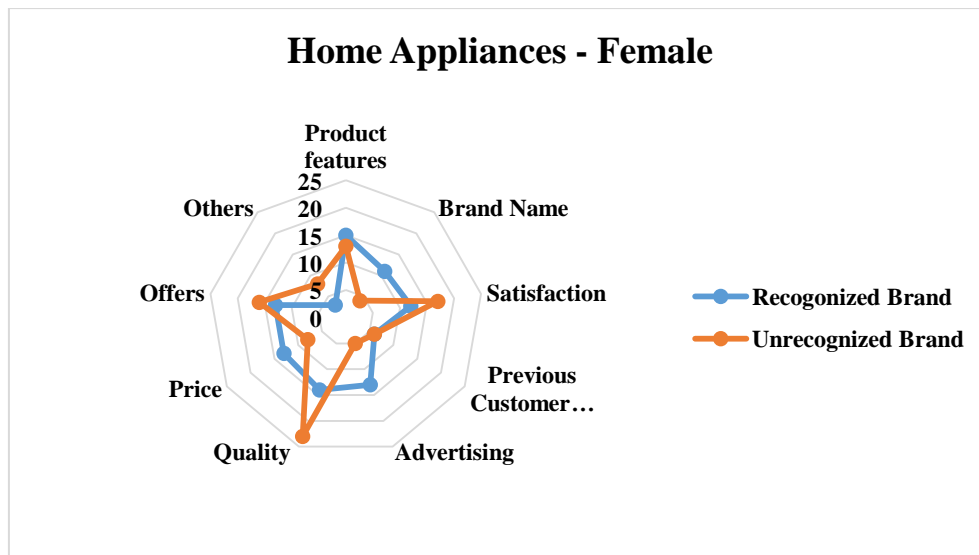 Home Appliances - Female
Product
features
25
20
15
10
5
0
Others
Brand Name
Offers
Satisfaction
Price
Previous
Customer…
Quality
Advertising
Recogonized Brand
Unrecognized Brand